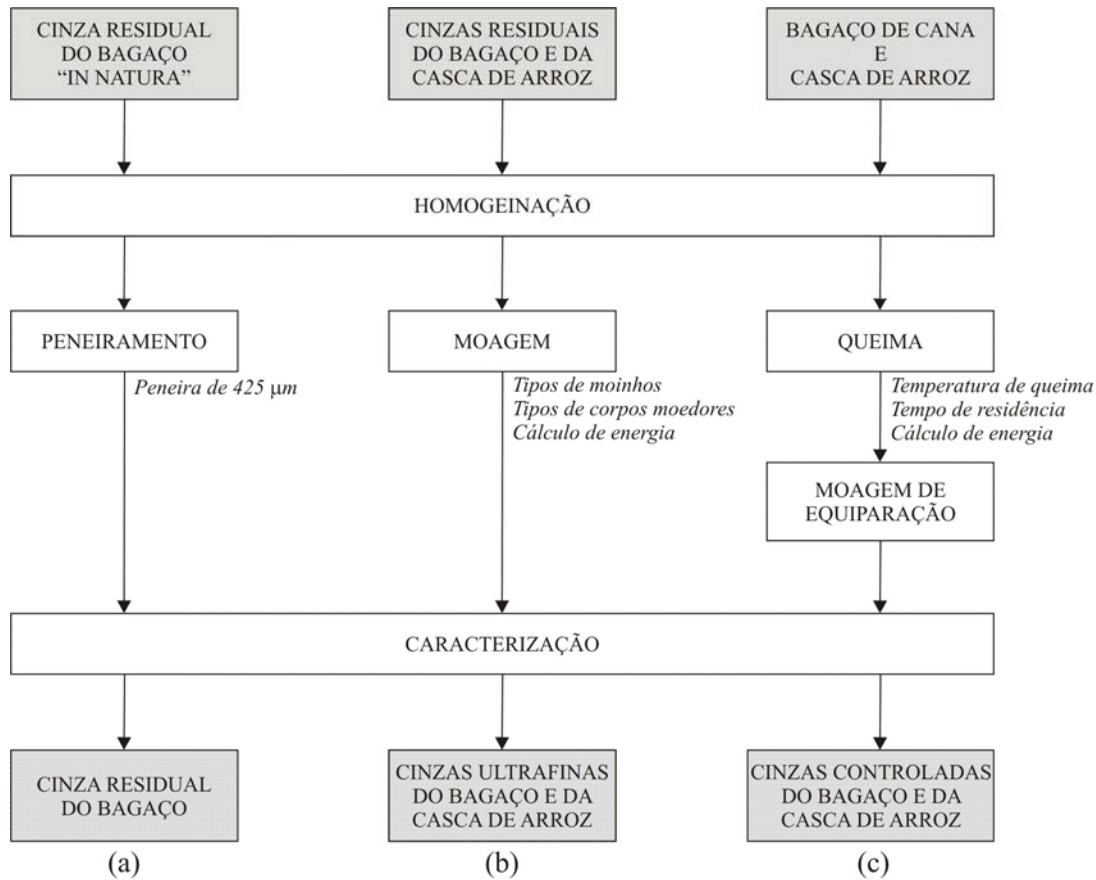 CINZA RESIDUAL
DO BAGAÇO
“IN NATURA”
CINZAS RESIDUAIS
DO BAGAÇO E DA
CASCA DE ARROZ
BAGAÇO DE CANA
E
CASCA DE ARROZ
HOMOGEINAÇÃO
PENEIRAMENTO
MOAGEM
QUEIMA
Peneira de 425 μm
Tipos de moinhos
Tipos de corpos moedores
Cálculo de energia
Temperatura de queima
Tempo de residência
Cálculo de energia
MOAGEM DE
EQUIPARAÇÃO
CARACTERIZAÇÃO
CINZA RESIDUAL
DO BAGAÇO
CINZAS ULTRAFINAS
DO BAGAÇO E DA
CASCA DE ARROZ
CINZAS CONTROLADAS
DO BAGAÇO E DA
CASCA DE ARROZ
(a)
(b)
(c)